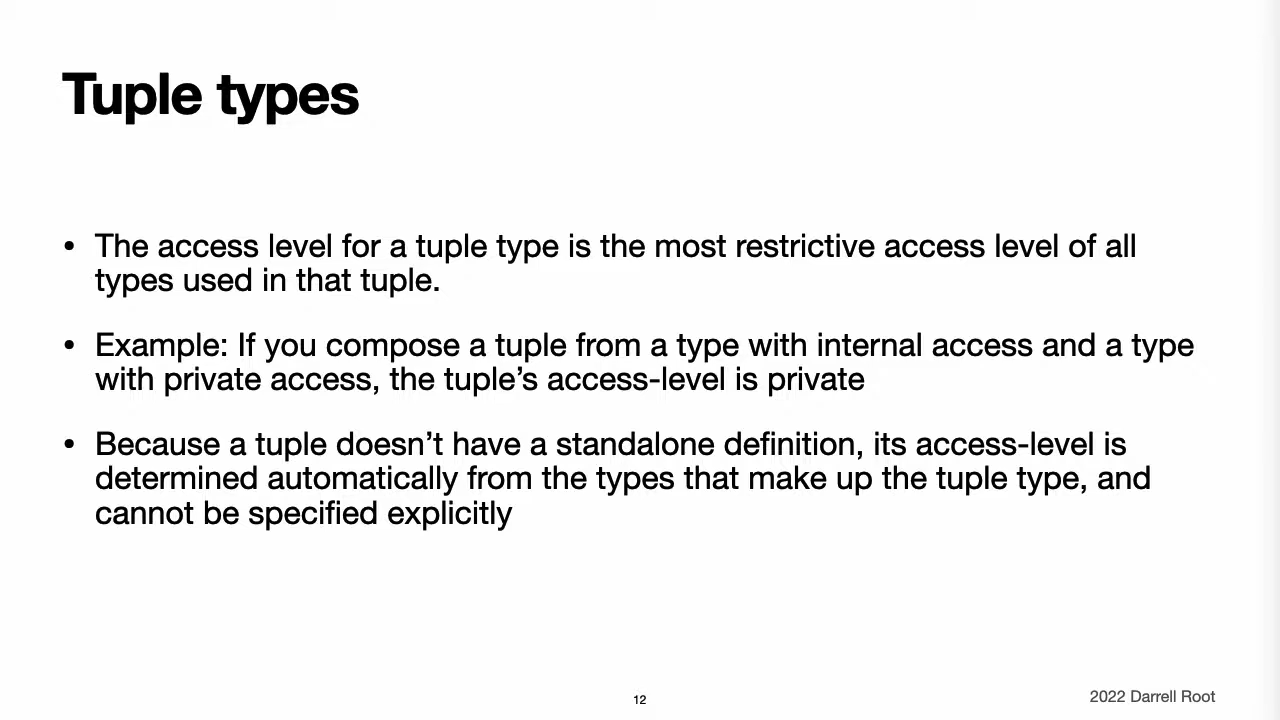 Tuple types
• The access level for a tuple type is the most restrictive access level of all
types used in that tuple.
• Example: If you compose a tuple from a type with internal access and a type
with private access, the tuple’s access-level is private
• Because a tuple doesn’t have a standalone definition, its access-level is
determined automatically from the types that make up the tuple type, and
cannot be specified explicitly
12
2022 Darrell Root